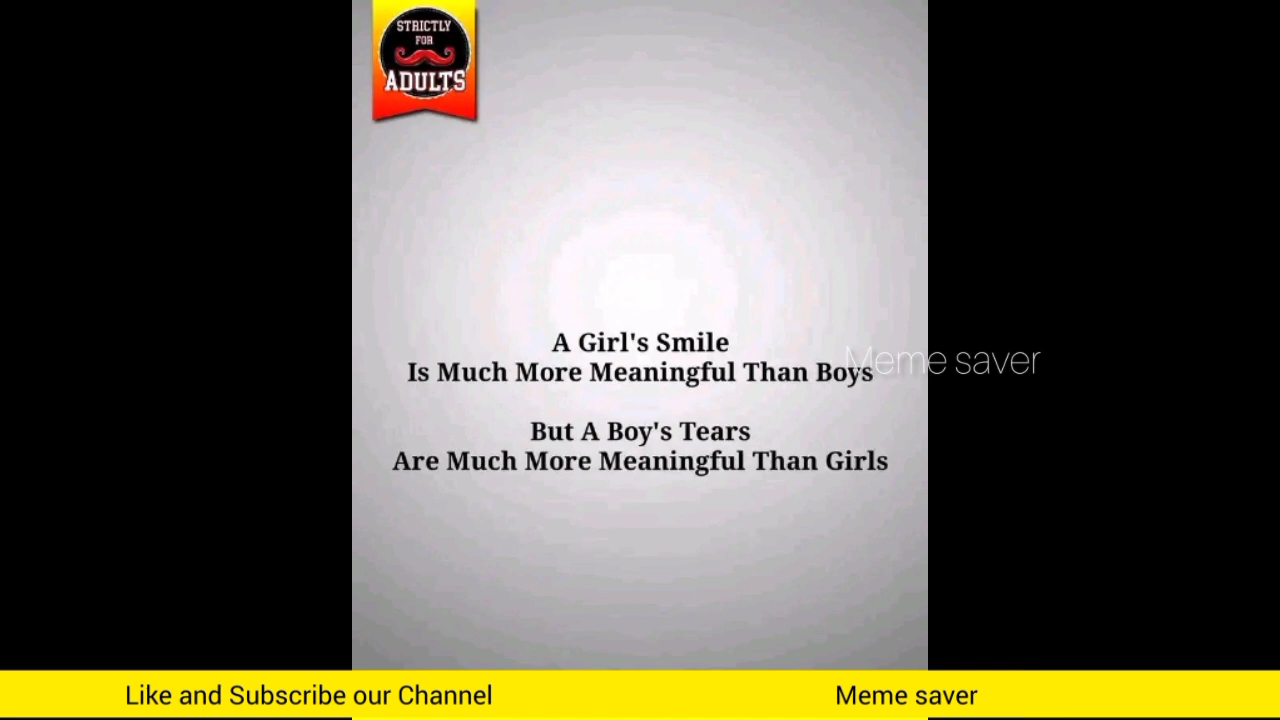 STRICTLY
FOR
ADULTS
A Girl's Smile
Is Much More Meaningful Than Boys
Meme saver
But A Boy's Tears
Are Much More Meaningful Than Girls
Like and Subscribe our Channel
Meme saver